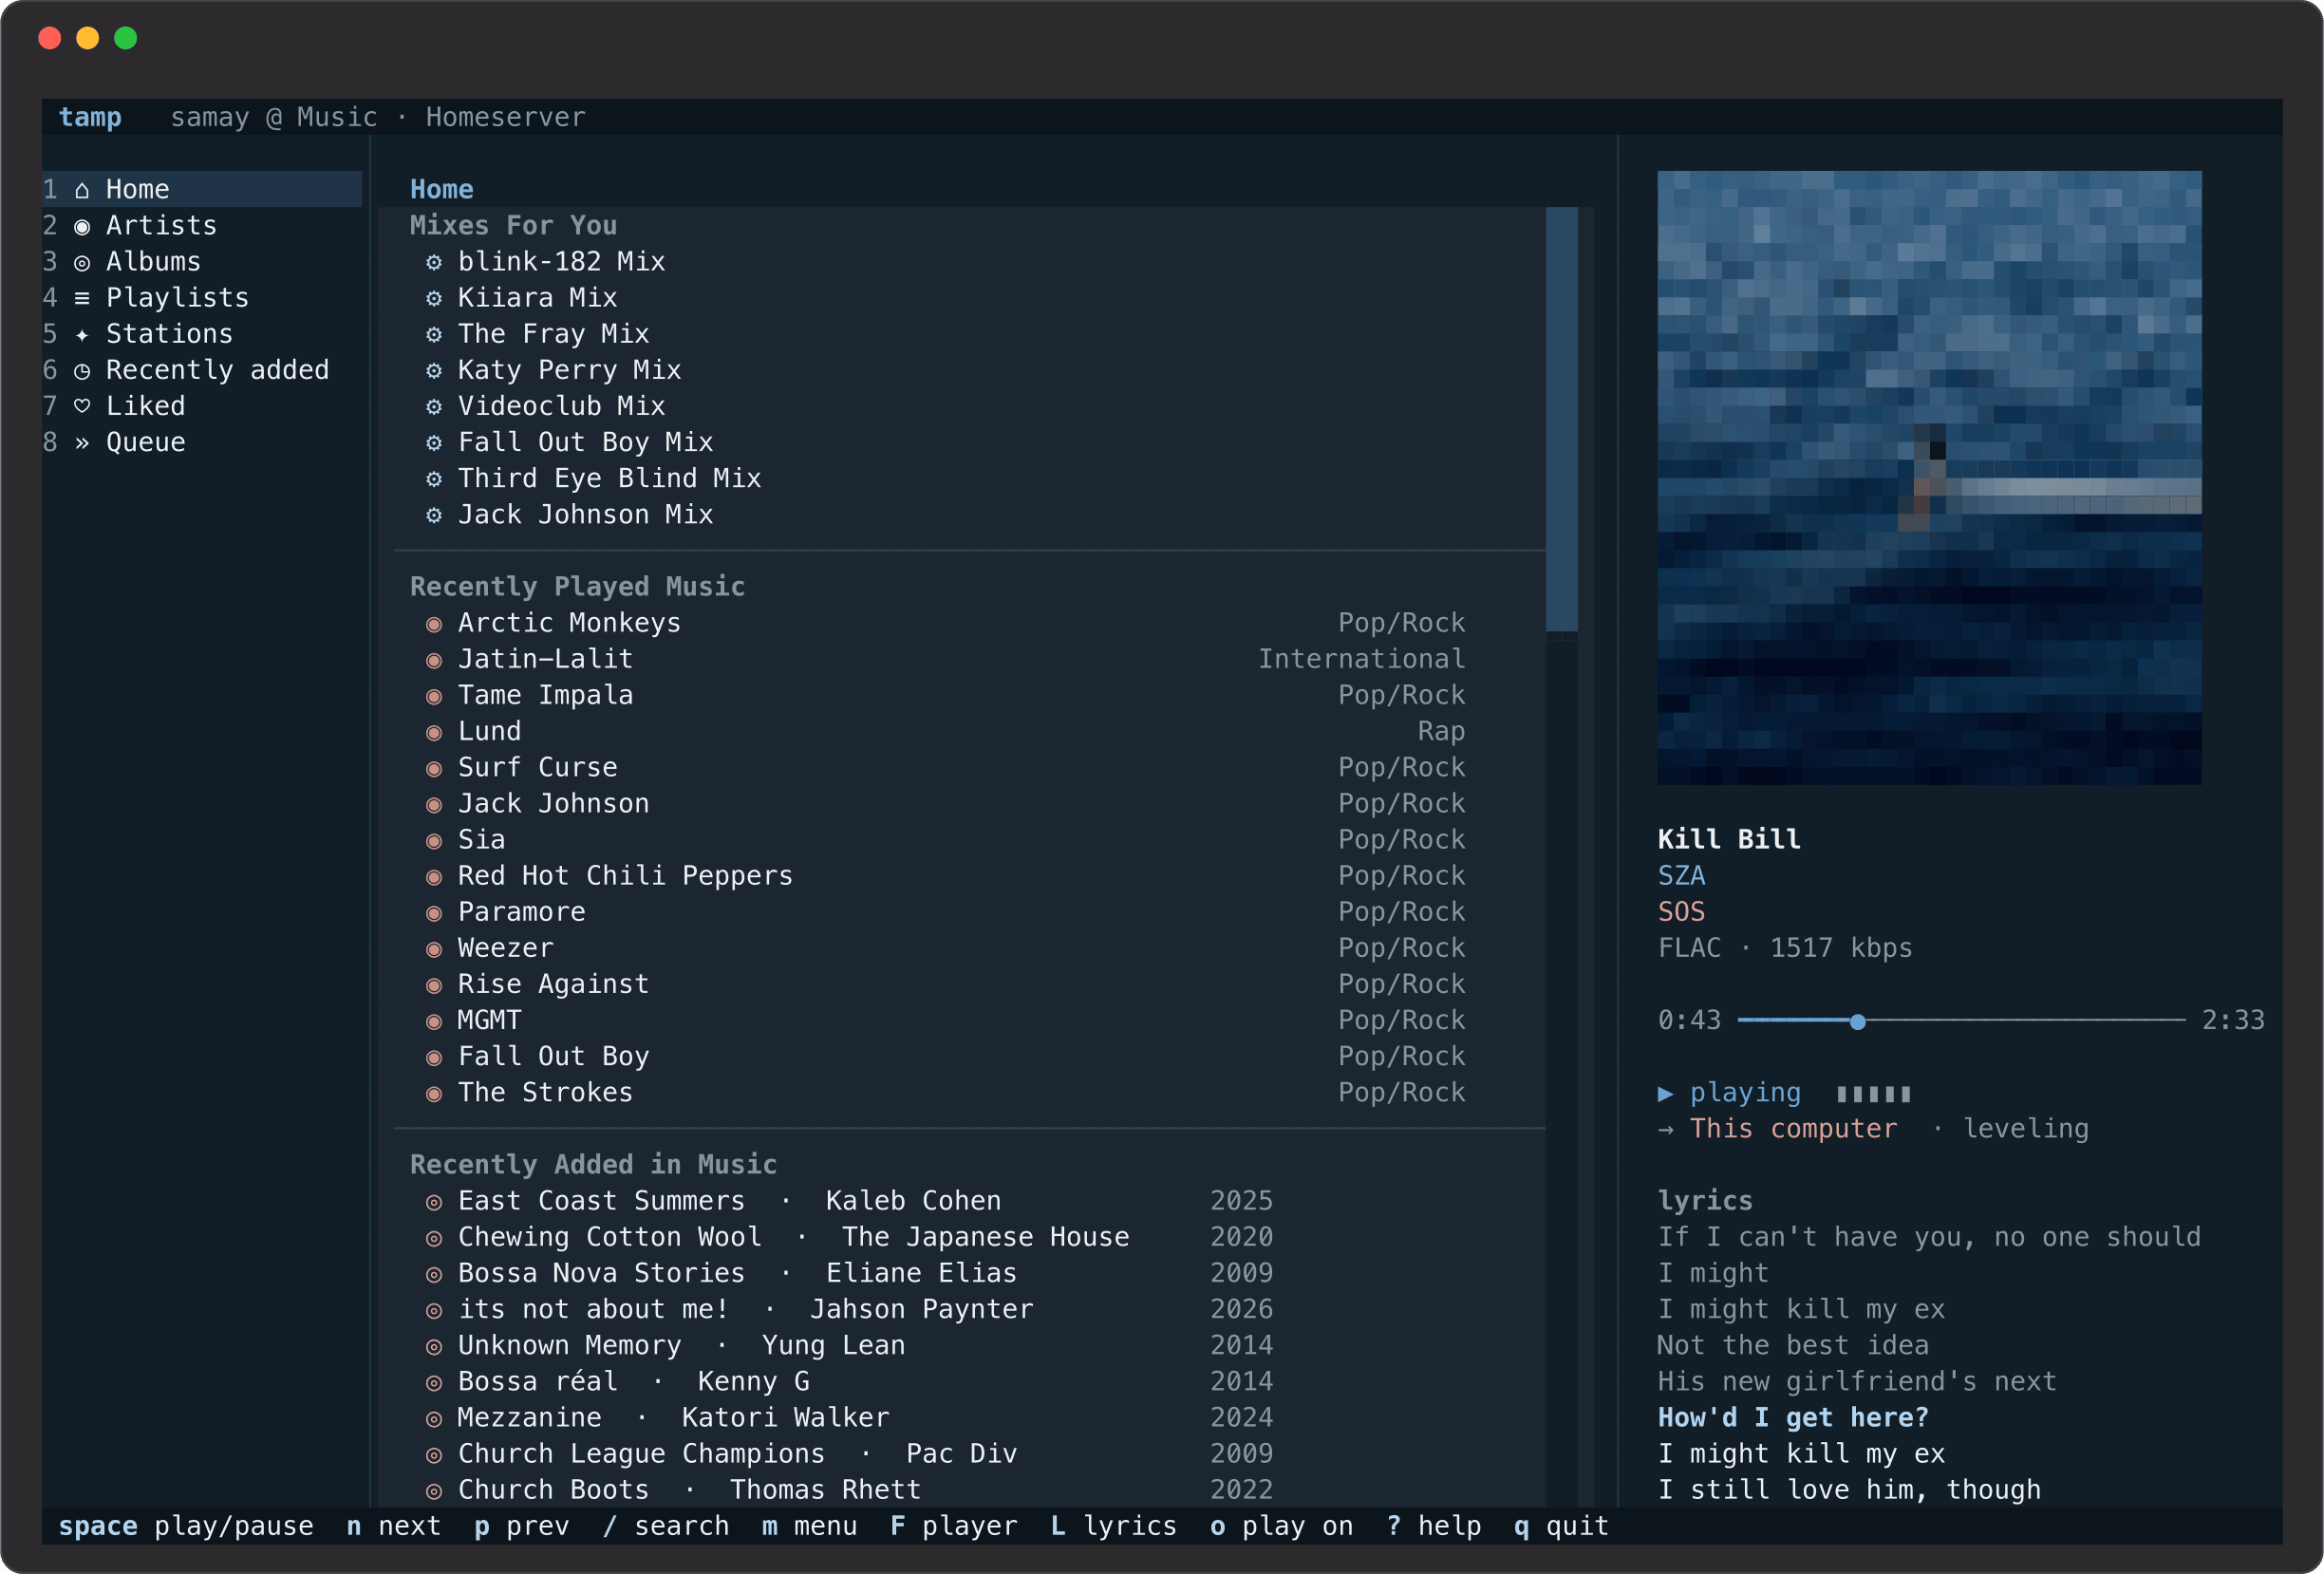 tamp samay @ Music · Homeserver
1 ⌂ Home
2 ◉ Artists
3 ◎ Albums
4 ≡ Playlists
5 ✦ Stations
6 ◷ Recently added
7 ♡ Liked
8 » Queue
Home
Mixes For You
⚙ blink-182 Mix
⚙ Kiiara Mix
⚙ The Fray Mix
⚙ Katy Perry Mix
⚙ Videoclub Mix
⚙ Fall Out Boy Mix
⚙ Third Eye Blind Mix
⚙ Jack Johnson Mix
Recently Played Music
◉ Arctic Monkeys Pop/Rock
◉ Jatin–Lalit International
◉ Tame Impala Pop/Rock
◉ Lund Rap
◉ Surf Curse Pop/Rock
◉ Jack Johnson Pop/Rock
◉ Sia Pop/Rock
◉ Red Hot Chili Peppers Pop/Rock
◉ Paramore Pop/Rock
◉ Weezer Pop/Rock
◉ Rise Against Pop/Rock
◉ MGMT Pop/Rock
◉ Fall Out Boy Pop/Rock
◉ The Strokes Pop/Rock
Recently Added in Music
◎ East Coast Summers · Kaleb Cohen 2025
◎ Chewing Cotton Wool · The Japanese House 2020
◎ Bossa Nova Stories · Eliane Elias 2009
◎ its not about me! · Jahson Paynter 2026
◎ Unknown Memory · Yung Lean 2014
◎ Bossa réal · Kenny G 2014
◎ Mezzanine · Katori Walker 2024
◎ Church League Champions · Pac Div 2009
◎ Church Boots · Thomas Rhett 2022
Kill Bill
SZA
SOS
FLAC · 1517 kbps
0:43 2:33
▶ playing ▮▮▮▮▮
→ This computer · leveling
lyrics
If I can't have you, no one should
I might
I might kill my ex
Not the best idea
His new girlfriend's next
How'd I get here?
I might kill my ex
I still love him, though
space play/pause n next p prev / search m menu F player L lyrics o play on ? help q quit